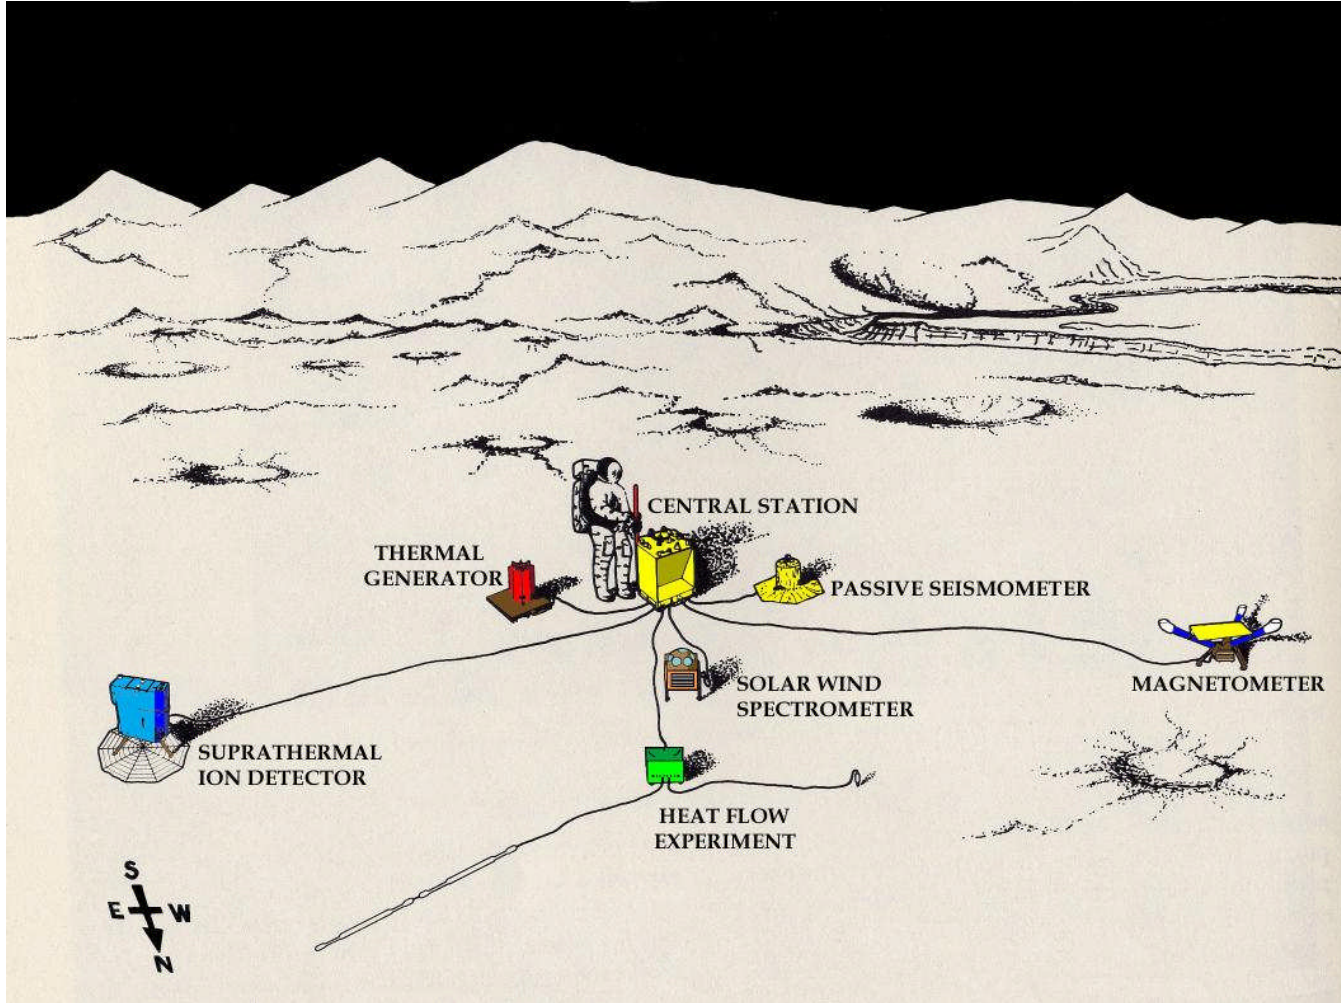 CENTRAL STATION
THERMAL
GENERATOR
PASSIVE SEISMOMETER
MAGNETOMETER
SOLAR WIND
SPECTROMETER
SUPRATHERMAL
ION DETECTOR
HEAT FLOW
EXPERIMENT
S
E W
N